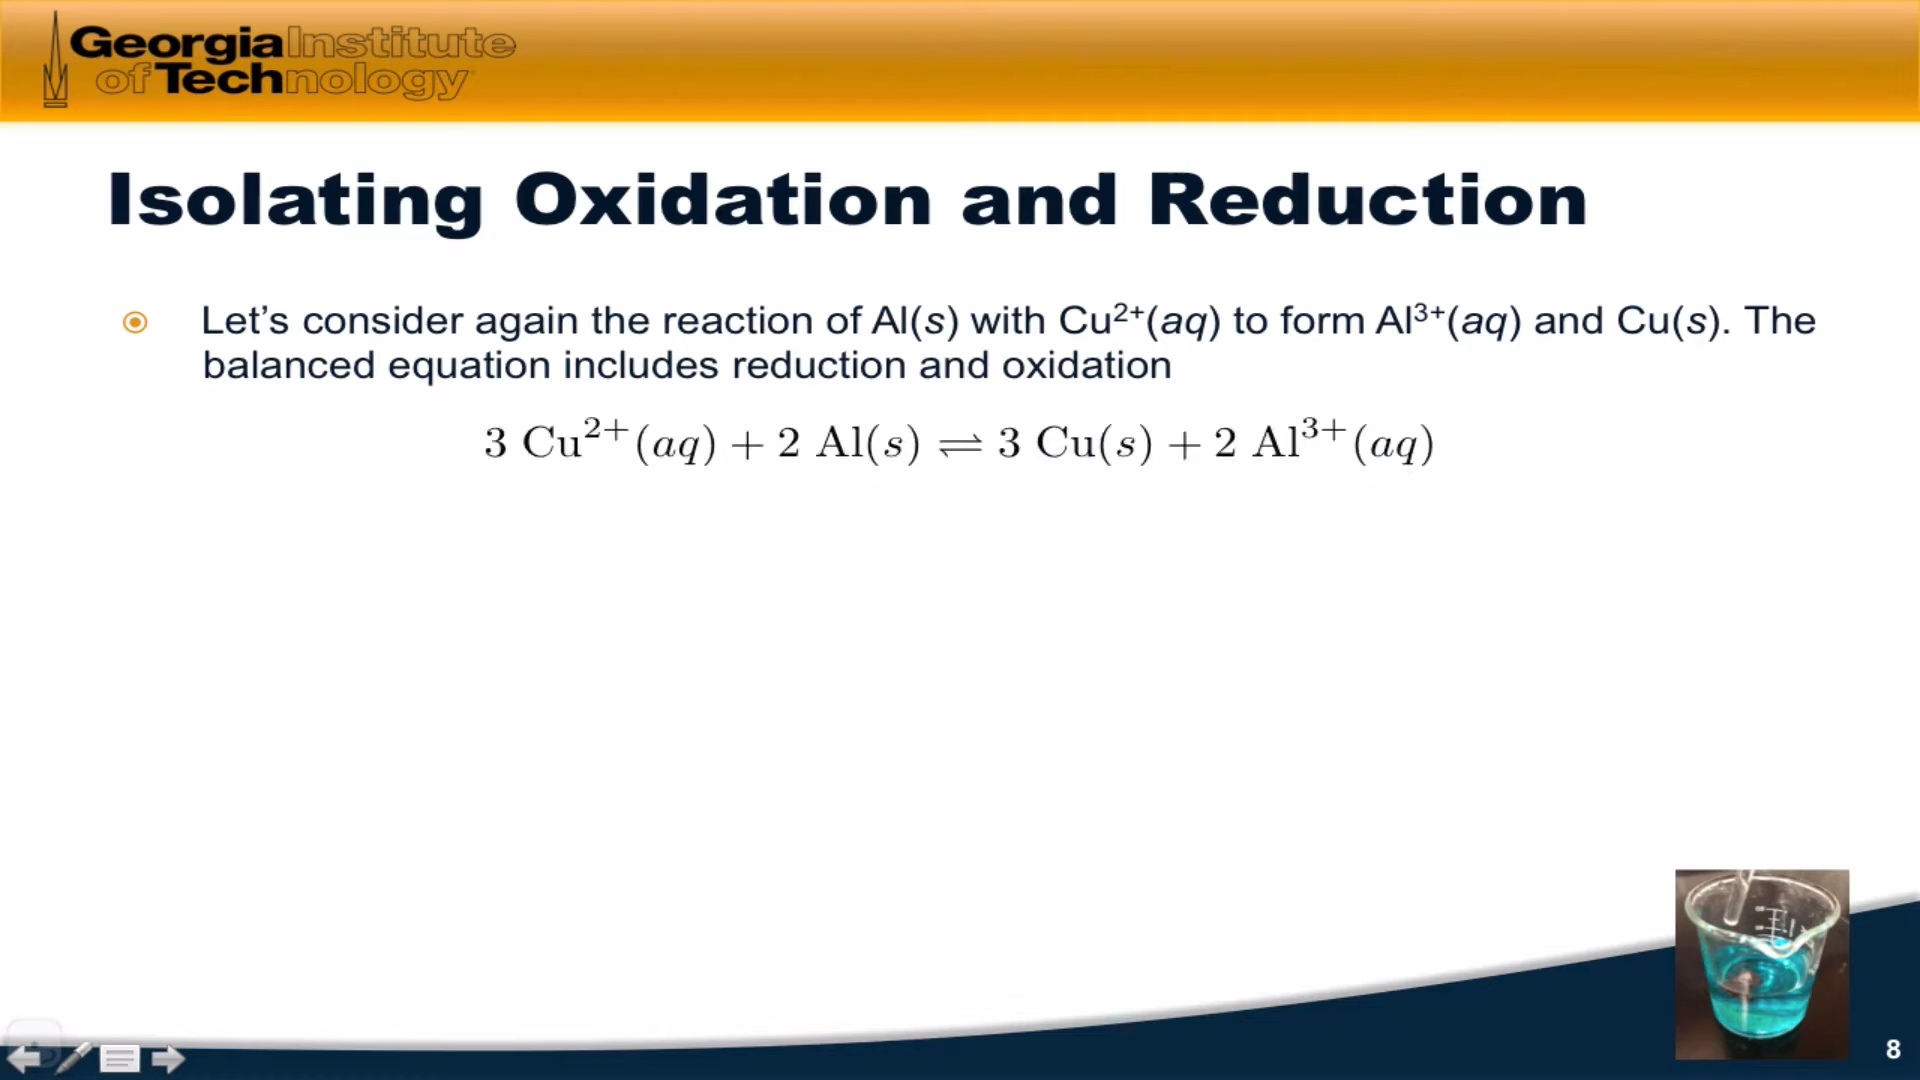 Georgia Institute
of Technology
Isolating Oxidation and Reduction
Let’s consider again the reaction of Al(s) with Cu²⁺(aq) to form Al³⁺(aq) and Cu(s). The
balanced equation includes reduction and oxidation
3 Cu²⁺(aq) + 2 Al(s) ⇌ 3 Cu(s) + 2 Al³⁺(aq)
8